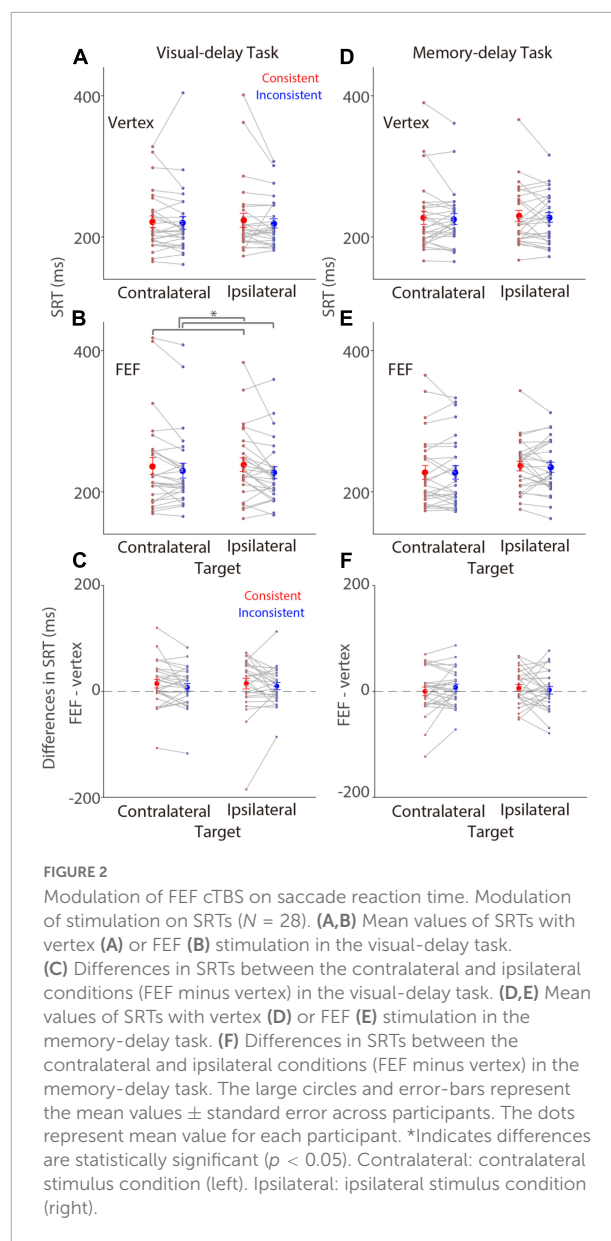 A
Visual-delay Task
D
Memory-delay Task
Consistent
Inconsistent
400
Vertex
200
SRT (ms)
Contralateral
Ipsilateral
400
Vertex
200
SRT (ms)
Contralateral
Ipsilateral
B
*
400
FEF
200
Contralateral
Ipsilateral
Target
E
400
FEF
200
Contralateral
Ipsilateral
Target
C
200
Consistent
Inconsistent
Differences in SRT (ms)
FEF - vertex
0
-200
Contralateral
Ipsilateral
Target
F
200
FEF - vertex
0
-200
Contralateral
Ipsilateral
Target
FIGURE 2
Modulation of FEF cTBS on saccade reaction time. Modulation
of stimulation on SRTs (N = 28). (A,B) Mean values of SRTs with
vertex (A) or FEF (B) stimulation in the visual-delay task.
(C) Differences in SRTs between the contralateral and ipsilateral
conditions (FEF minus vertex) in the visual-delay task. (D,E) Mean
values of SRTs with vertex (D) or FEF (E) stimulation in the
memory-delay task. (F) Differences in SRTs between the
contralateral and ipsilateral conditions (FEF minus vertex) in the
memory-delay task. The large circles and error-bars represent
the mean values ± standard error across participants. The dots
represent mean value for each participant. *Indicates differences
are statistically significant (p < 0.05). Contralateral: contralateral
stimulus condition (left). Ipsilateral: ipsilateral stimulus condition
(right).